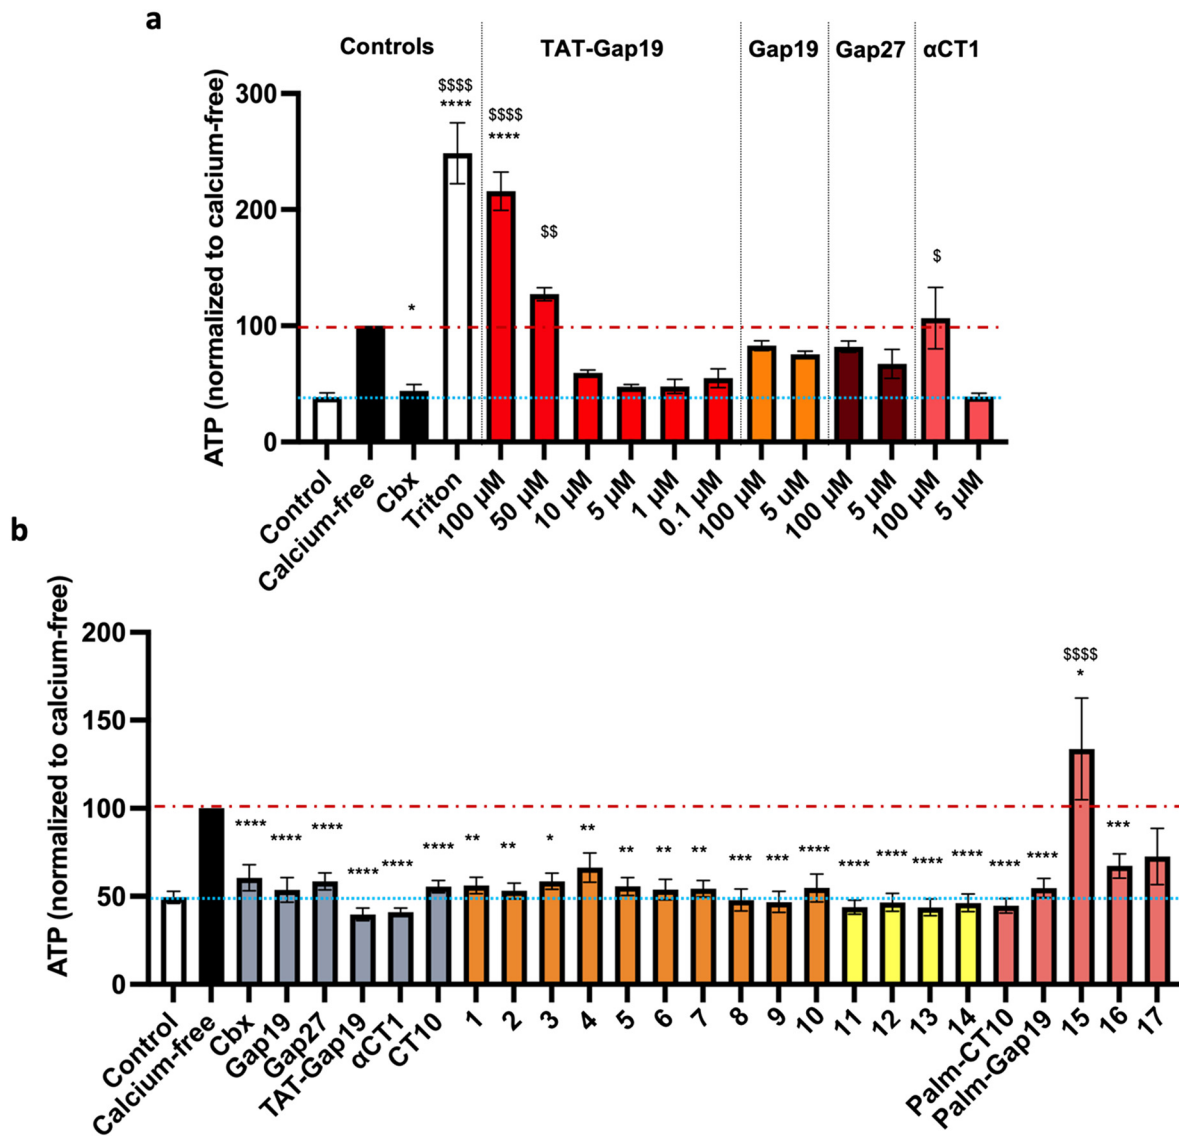 a
Controls TAT-Gap19 Gap19 Gap27 αCT1
ATP (normalized to calcium-free)
300
200
100
0
*
$$$$
****
$$$$
****
$$
$
Control Calcium-free Cbx Triton 100 µM 50 µM 10 µM 5 µM 1 µM 0.1 µM 100 µM 5 uM 100 µM 5 µM 100 µM 5 µM
b
ATP (normalized to calcium-free)
200
150
100
50
0
**** **** **** **** **** **** ** ** * ** ** ** ** *** *** **** **** **** **** **** **** ****
$$$$
*
***
Control Calcium-free Cbx Gap19 Gap27 TAT-Gap19 αCT1 CT10 1 2 3 4 5 6 7 8 9 10 11 12 13 14 Palm-CT10 Palm-Gap19 15 16 17